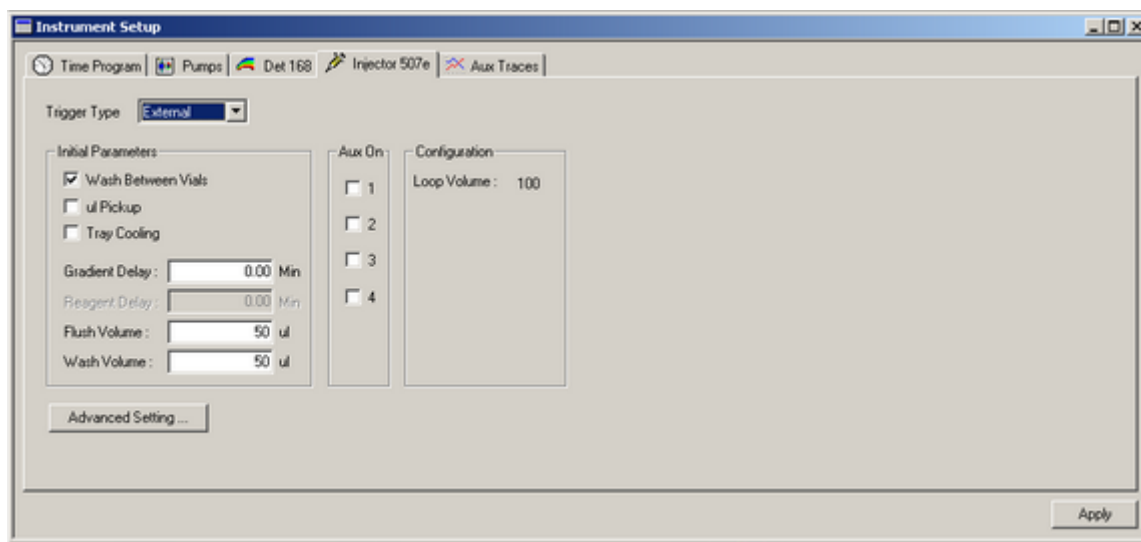 Instrument Setup
Time Program Pumps Det 168 Injector 507e Aux Traces
Trigger Type External
Initial Parameters Aux On Configuration
Wash Between Vials 1 Loop Volume : 100
ul Pickup 2
Tray Cooling 3
Gradient Delay : 0.00 Min
Reagent Delay : 0.00 Min 4
Flush Volume : 50 ul
Wash Volume : 50 ul
Advanced Setting ...
Apply